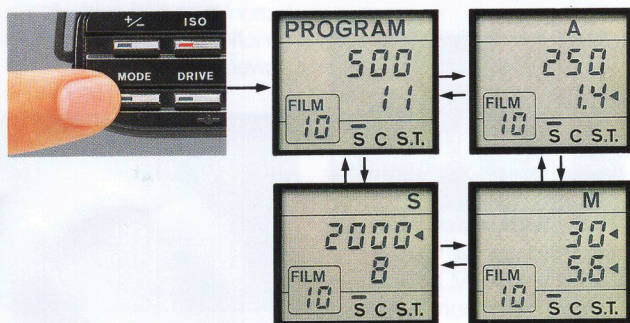 +/- ISO
MODE DRIVE
PROGRAM
500
11
FILM
10
S C S.T.
A
250
1.4◄
FILM
10
S C S.T.
S
2000◄
8
FILM
10
S C S.T.
M
30◄
5.6◄
FILM
10
S C S.T.